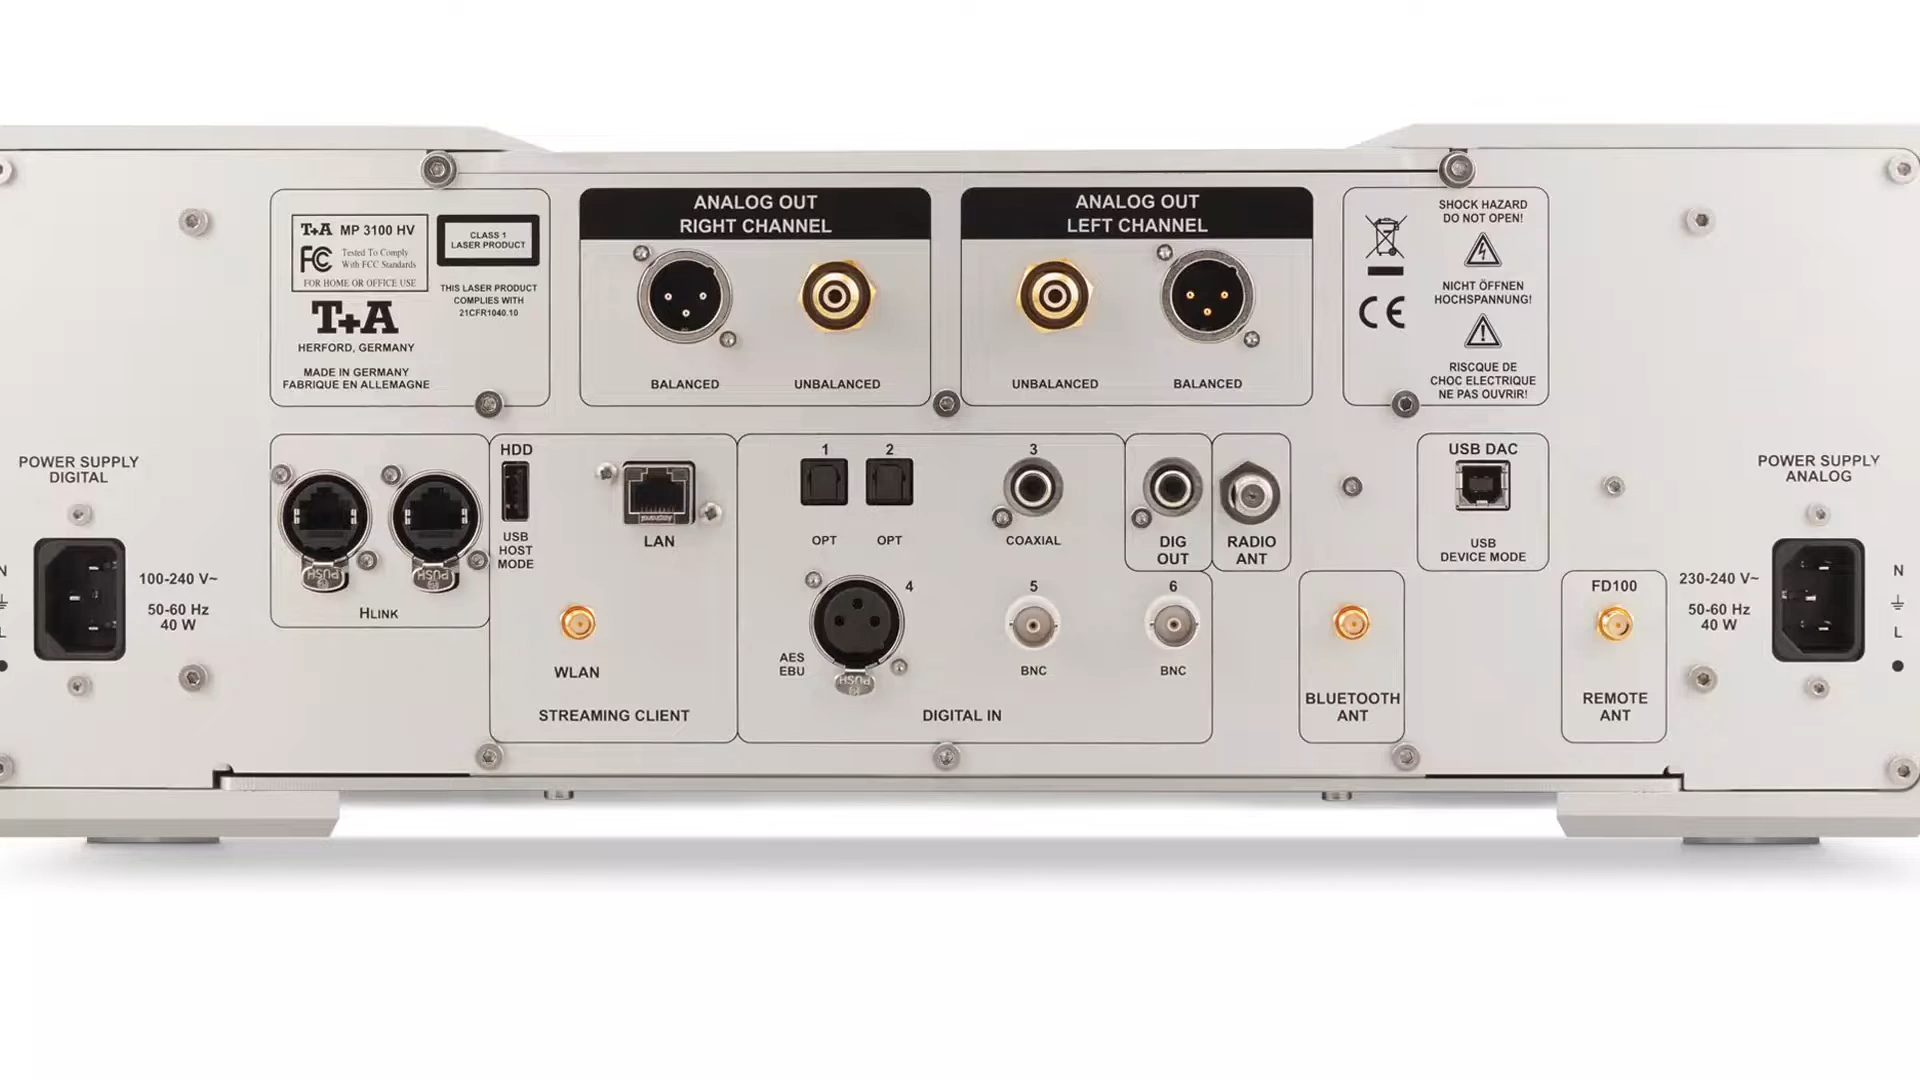 T+A MP 3100 HV
FC Tested To Comply
With FCC Standards
FOR HOME OR OFFICE USE
T+A
HERFORD, GERMANY
MADE IN GERMANY
FABRIQUE EN ALLEMAGNE
CLASS 1
LASER PRODUCT
THIS LASER PRODUCT
COMPLIES WITH
21CFR1040.10
ANALOG OUT
RIGHT CHANNEL
BALANCED
UNBALANCED
ANALOG OUT
LEFT CHANNEL
UNBALANCED
BALANCED
CE
SHOCK HAZARD
DO NOT OPEN!
NICHT ÖFFNEN
HOCHSPANNUNG!
RISCQUE DE
CHOC ELECTRIQUE
NE PAS OUVRIR!
POWER SUPPLY
DIGITAL
N
L
100-240 V~
50-60 Hz
40 W
PUSH
PUSH
HLINK
HDD
USB
HOST
MODE
LAN
WLAN
STREAMING CLIENT
1
OPT
2
OPT
3
COAXIAL
4
AES
EBU
PUSH
5
BNC
6
BNC
DIGITAL IN
DIG
OUT
RADIO
ANT
BLUETOOTH
ANT
USB DAC
USB
DEVICE MODE
FD100
REMOTE
ANT
POWER SUPPLY
ANALOG
230-240 V~
50-60 Hz
40 W
N
L